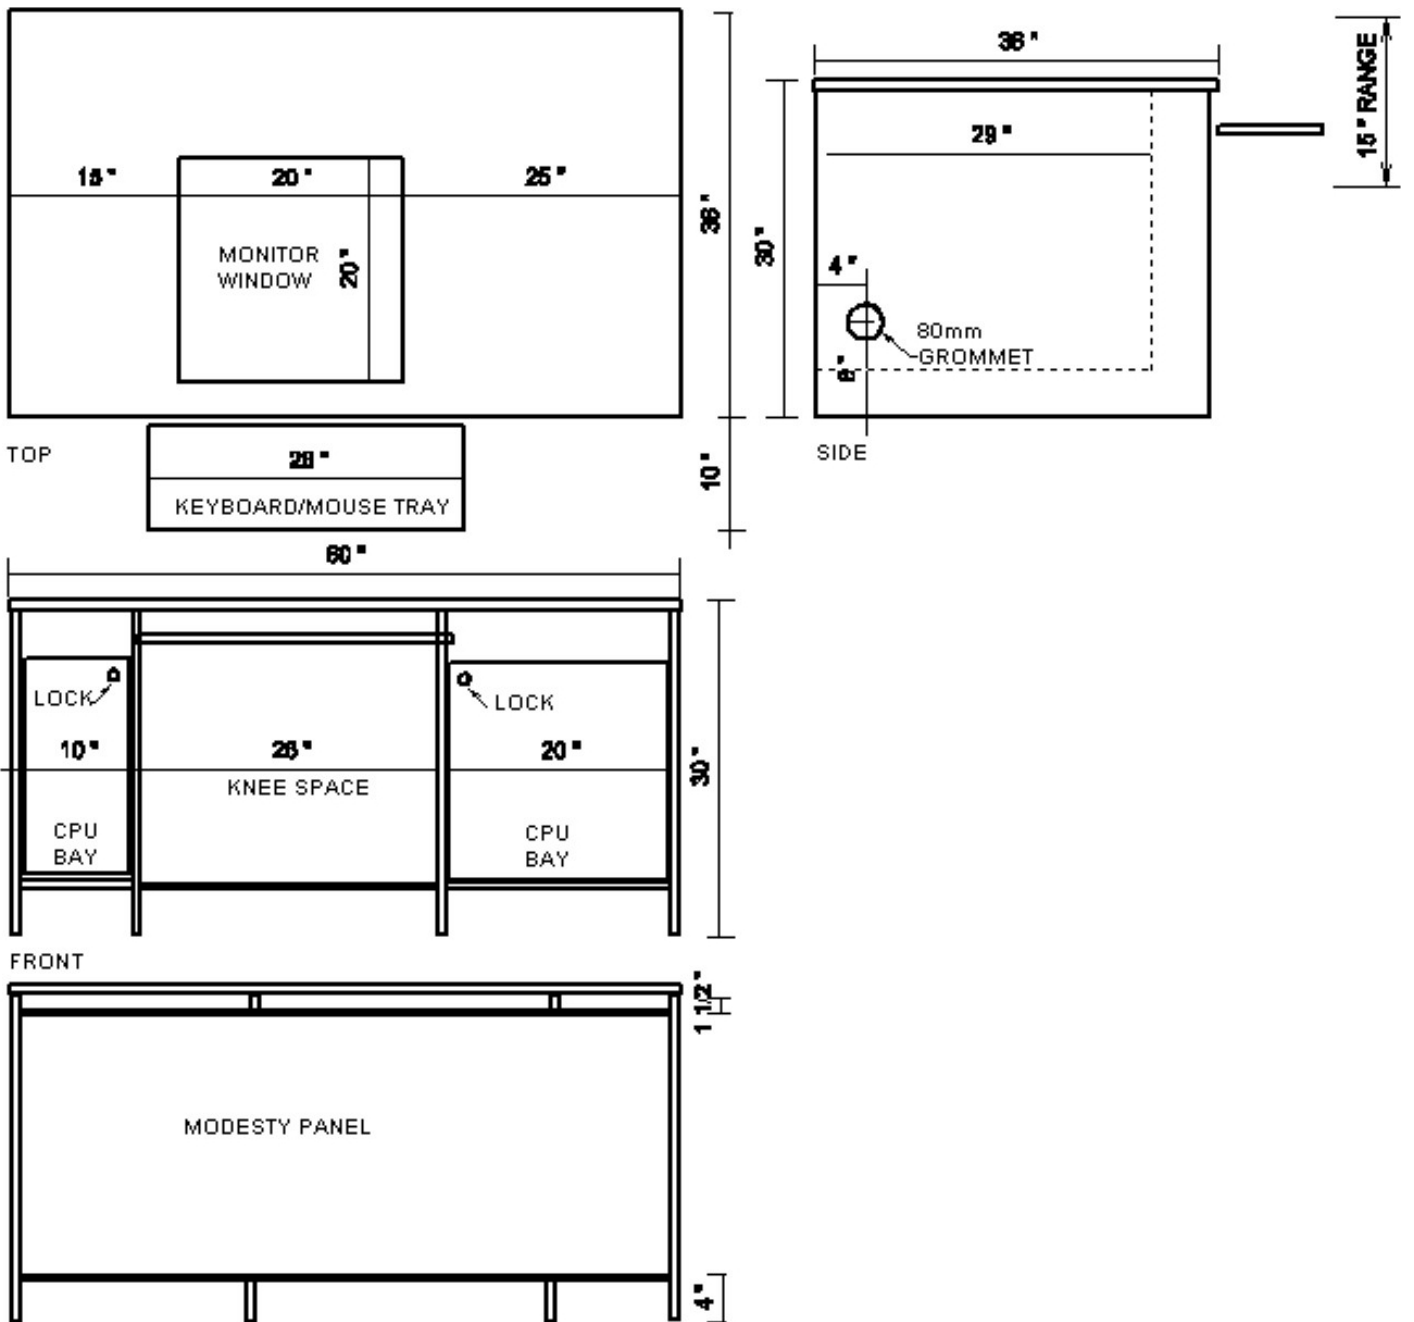 36 "
15 " RANGE
15 "
20 "
25 "
29 "
36 "
30 "
MONITOR
WINDOW
20 "
4 "
80mm
GROMMET
8 "
TOP
SIDE
28 "
10 "
KEYBOARD/MOUSE TRAY
60 "
LOCK
LOCK
10 "
26 "
20 "
30 "
KNEE SPACE
CPU
BAY
CPU
BAY
FRONT
1 1/2 "
MODESTY PANEL
4 "